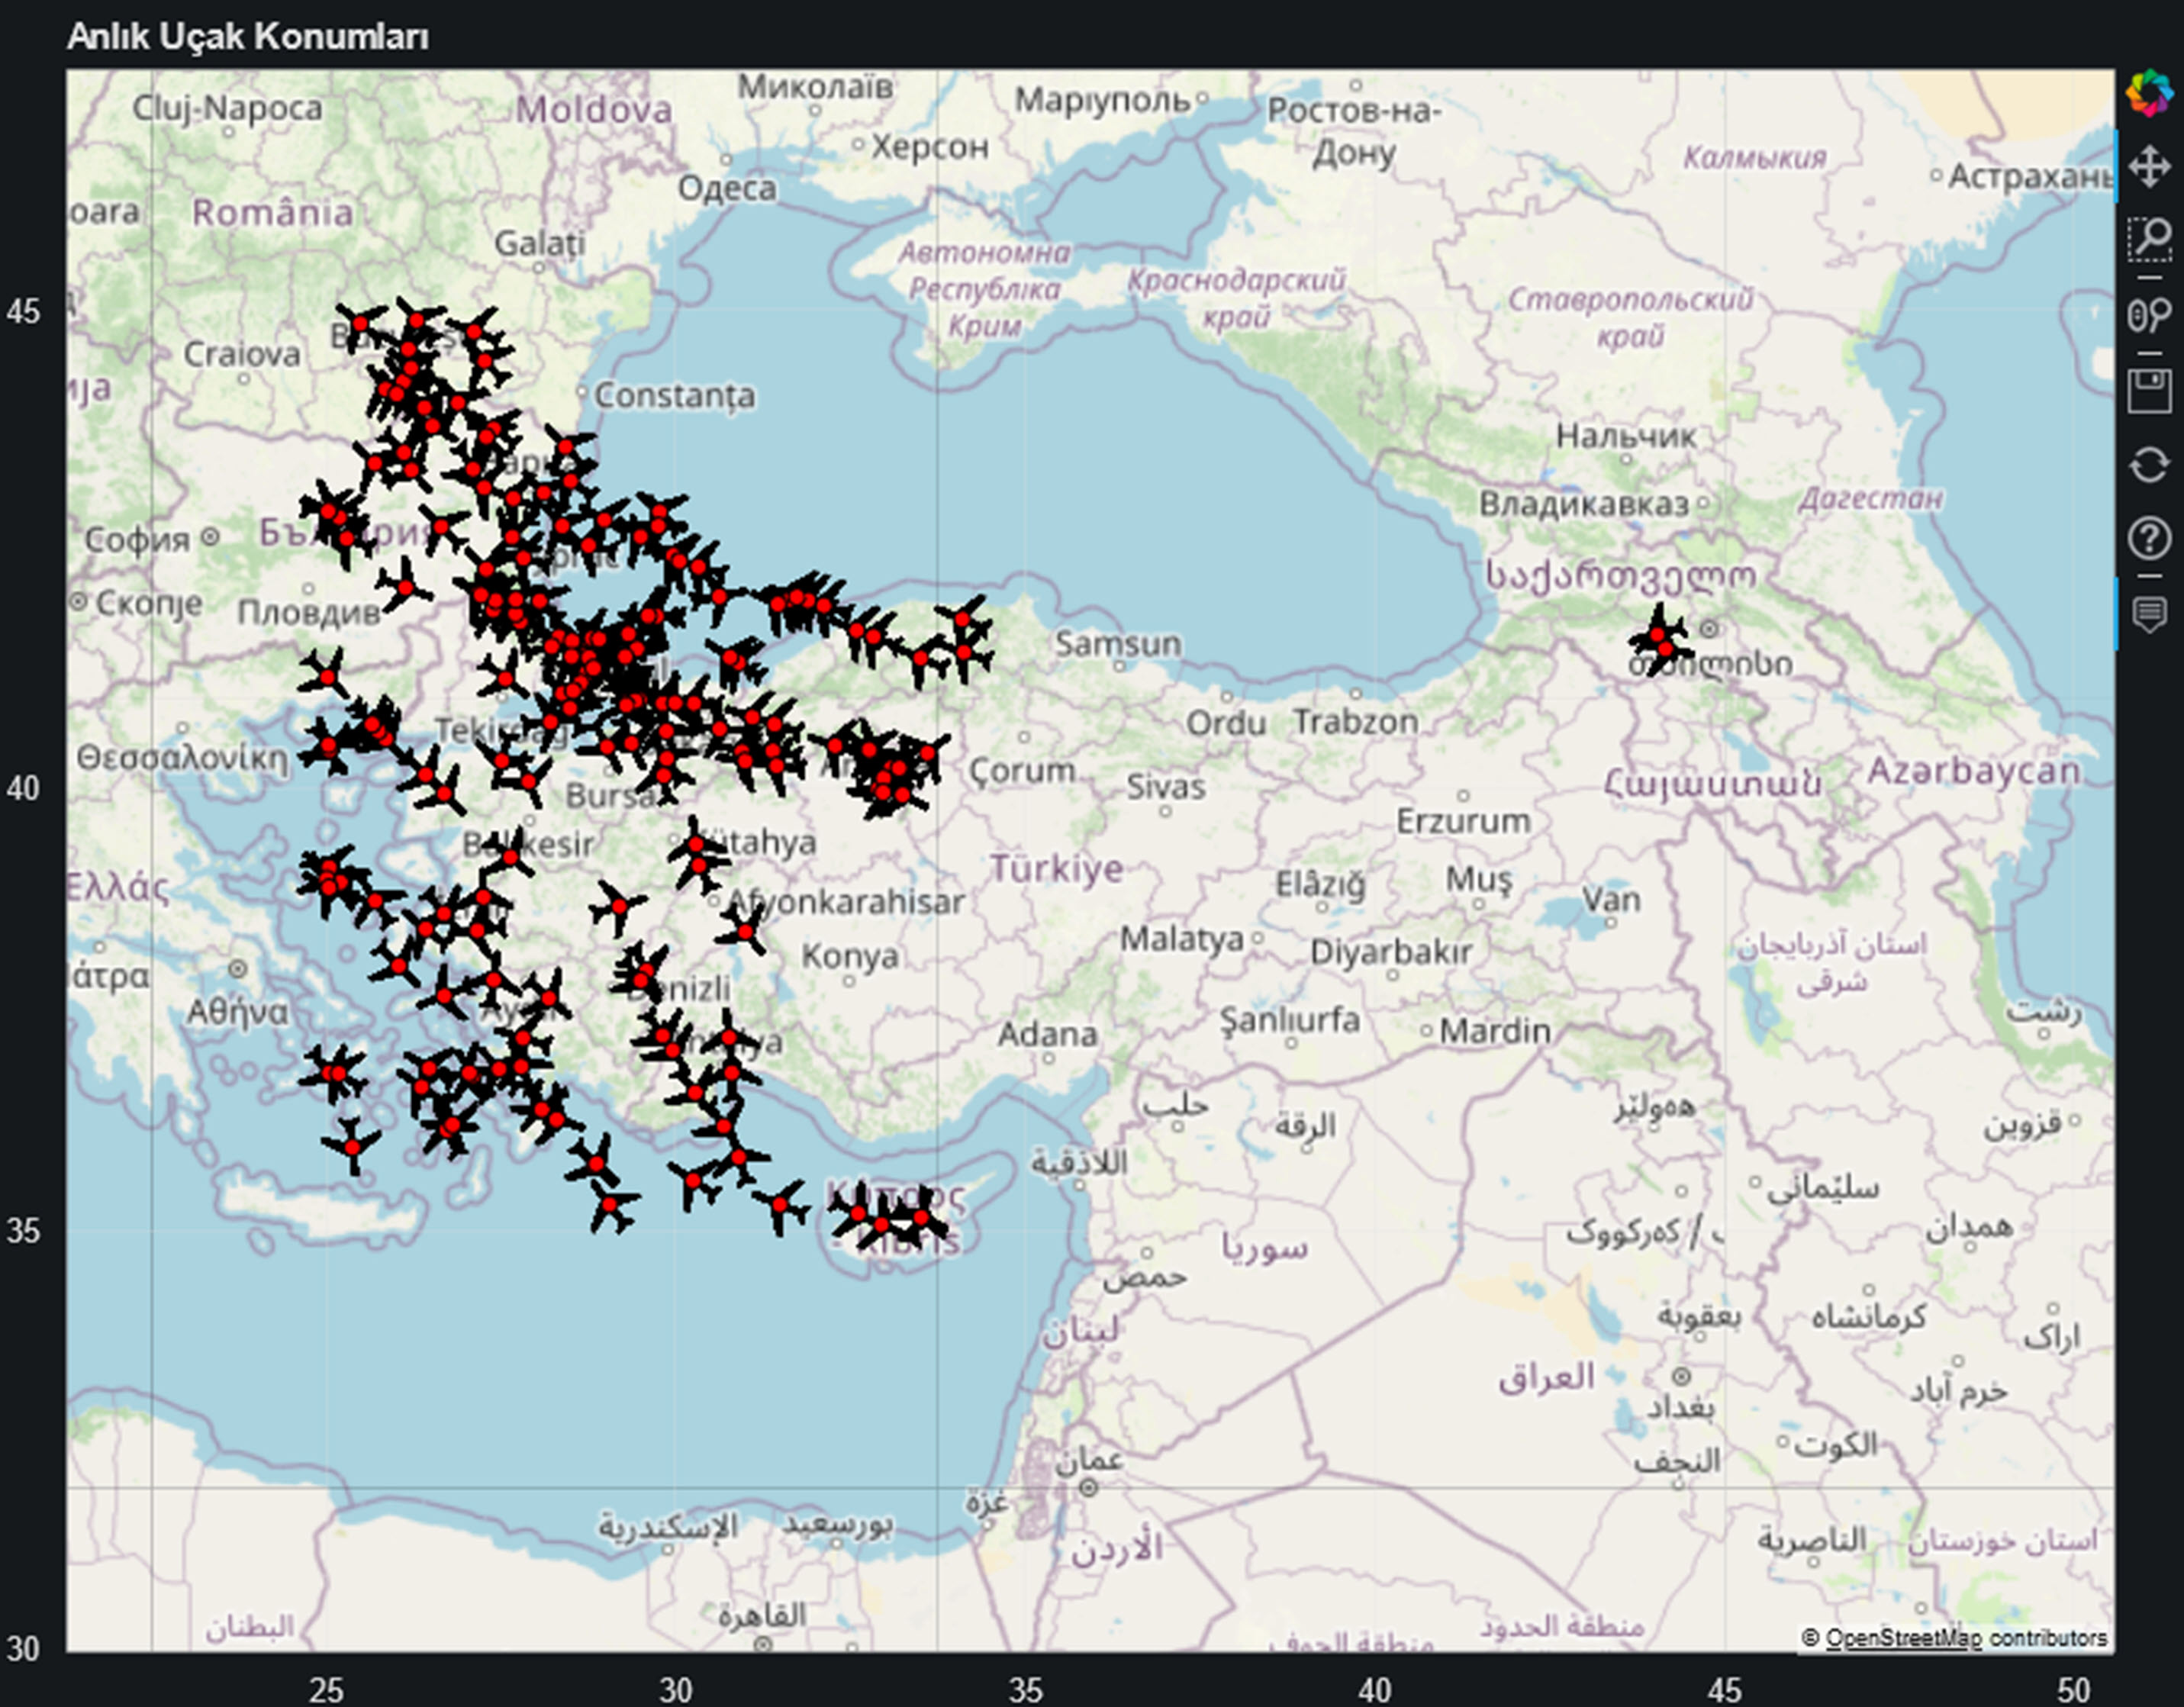 Anlık Uçak Konumları
Cluj-Napoca
Moldova
Миколаїв
Маріуполь
Ростов-на-
Дону
Херсон
Калмыкия
Астрахань
Одеса
oara
România
Galați
Автономна
Республіка
Крим
Краснодарский
край
Ставропольский
край
45
Craiova
ija
Constanța
Нальчик
Владикавказ
Дагестан
София
Скопје
Пловдив
საქართველო
თბილისი
Samsun
Ordu
Trabzon
Θεσσαλονίκη
Çorum
Sivas
Հայաստան
Azərbaycan
40
Bursa
Erzurum
Kütahya
Türkiye
Elâzığ
Muş
Van
Ελλάς
Afyonkarahisar
Malatya
Diyarbakır
Konya
استان آذربایجان
شرقی
άτρα
Αθήνα
Denizli
Adana
Şanlıurfa
Mardin
رشت
حلب
الرقة
هەولێر
قزوین
اللاذقية
Κύπρος
- Kıbrıs
سلێمانی
35
سوريا
کەرکووک /
همدان
حمص
لبنان
بعقوبة
کرمانشاه
اراک
العراق
بغداد
خرم آباد
عمان
النجف
الكوت
غزة
الإسكندرية
بورسعيد
الأردن
الناصرية
استان خوزستان
القاهرة
البطنان
منطقة الجوف
منطقة الحدود
30
© OpenStreetMap contributors
25
30
35
40
45
50